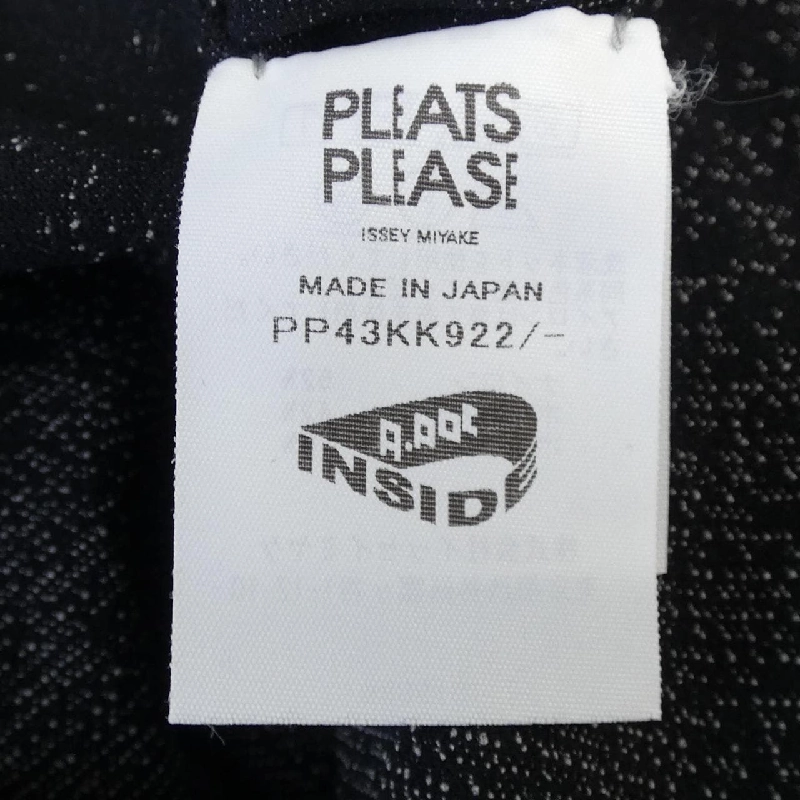 PLEATS
PLEASE
ISSEY MIYAKE
MADE IN JAPAN
PP43KK922/-
A.POC
INSIDE